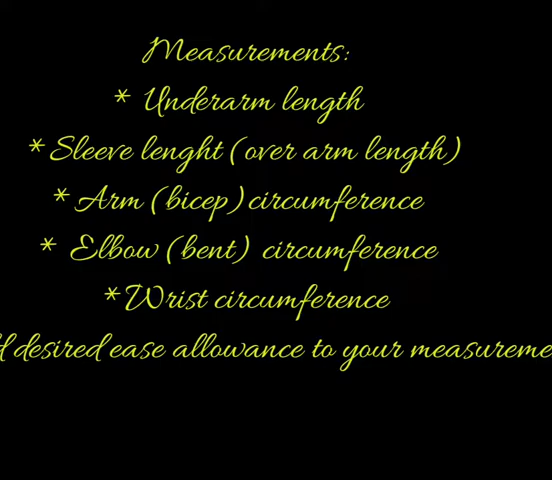 Measurements:
* Underarm length
* Sleeve lenght (over arm length)
* Arm (bicep) circumference
* Elbow (bent) circumference
* Wrist circumference
desired ease allowance to your